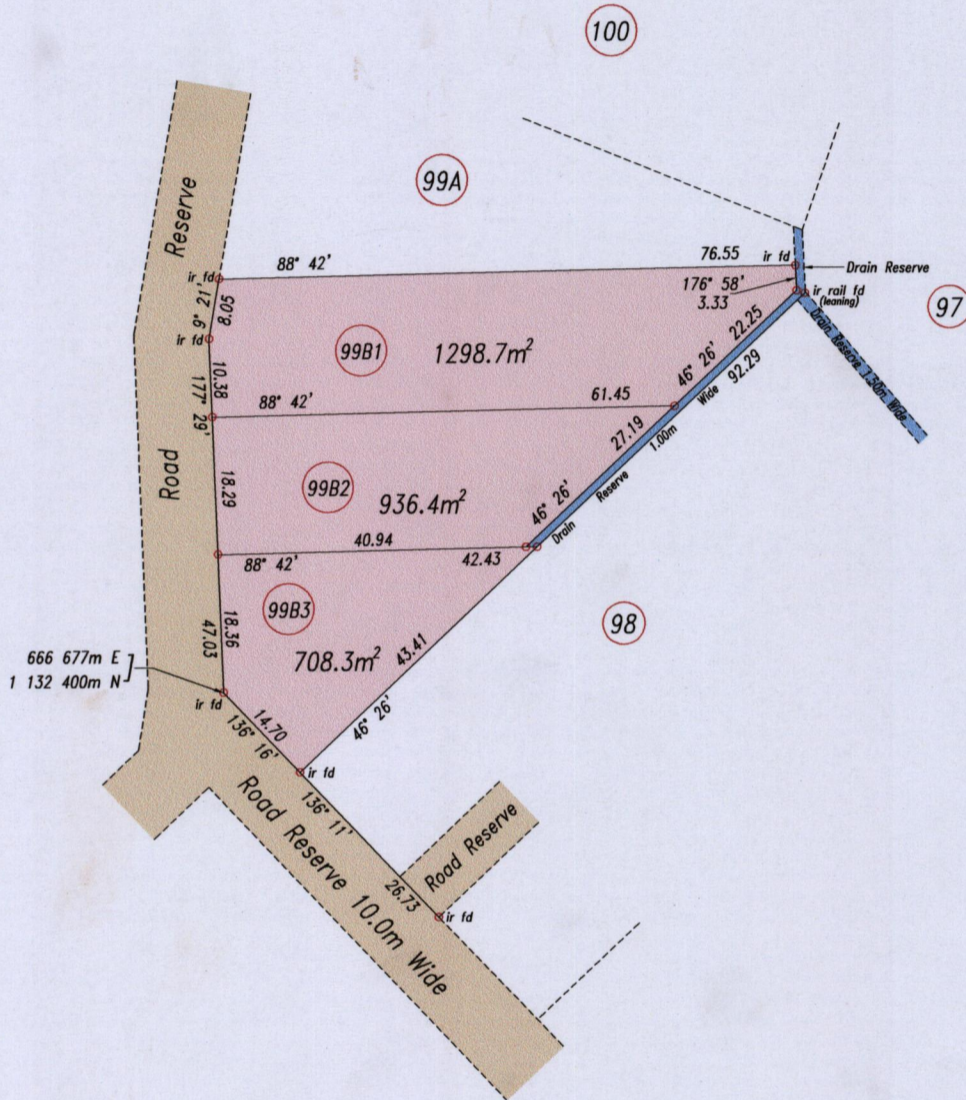 100
99A
Reserve
ir fd
88° 42'
76.55
ir fd
Drain Reserve
176° 58'
3.33
ir rail fd
(leaning)
97
Drain Reserve 1.50m Wide
8.05
9° 21'
ir fd
99B1
1298.7m²
22.25
46° 26'
92.29
Wide
10.38
177° 29'
88° 42'
61.45
27.19
1.00m
Road
99B2
936.4m²
46° 26'
Reserve
Drain
18.29
40.94
88° 42'
42.43
99B3
98
18.36
47.03
708.3m²
43.41
46° 26'
666 677m E
1 132 400m N
ir fd
14.70
136° 16'
ir fd
136° 11'
Road Reserve 10.0m Wide
Road Reserve
26.73
ir fd